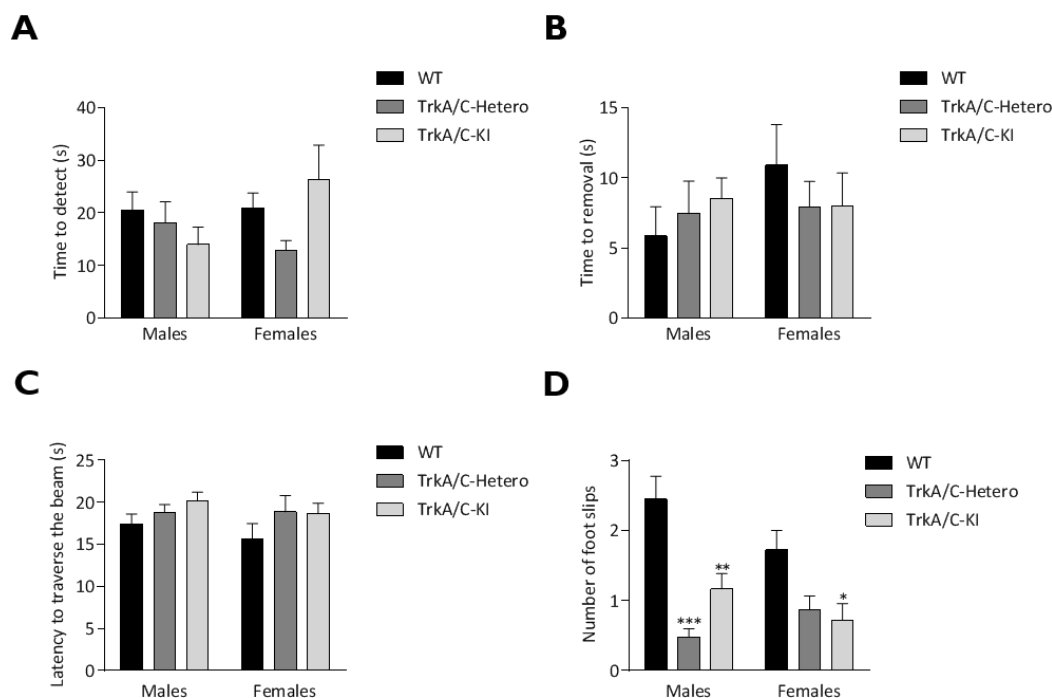 A
WT
TrkA/C-Hetero
TrkA/C-KI
Time to detect (s)
40
30
20
10
0
Males
Females
B
WT
TrkA/C-Hetero
TrkA/C-KI
Time to removal (s)
15
10
5
0
Males
Females
C
WT
TrkA/C-Hetero
TrkA/C-KI
Latency to traverse the beam (s)
25
20
15
10
5
0
Males
Females
D
WT
TrkA/C-Hetero
TrkA/C-KI
Number of foot slips
3
2
1
0
***
**
*
Males
Females